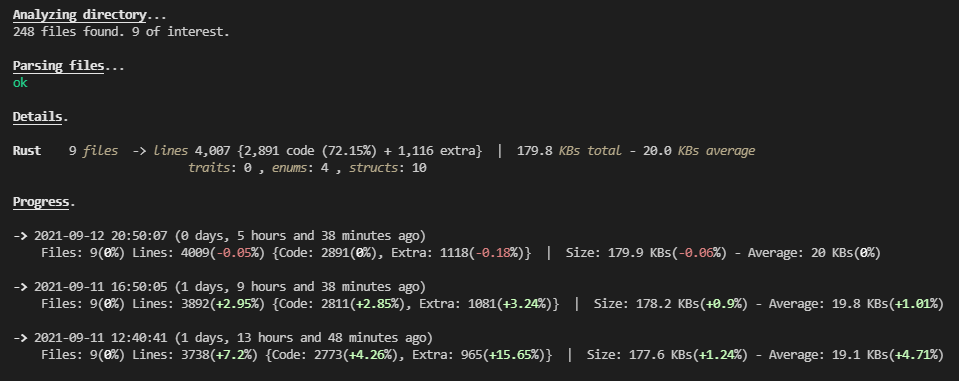 Analyzing directory...
248 files found. 9 of interest.
Parsing files...
ok
Details.
Rust 9 files -> lines 4,007 {2,891 code (72.15%) + 1,116 extra} | 179.8 KBs total - 20.0 KBs average
traits: 0 , enums: 4 , structs: 10
Progress.
-> 2021-09-12 20:50:07 (0 days, 5 hours and 38 minutes ago)
Files: 9(0%) Lines: 4009(-0.05%) {Code: 2891(0%), Extra: 1118(-0.18%)} | Size: 179.9 KBs(-0.06%) - Average: 20 KBs(0%)
-> 2021-09-11 16:50:05 (1 days, 9 hours and 38 minutes ago)
Files: 9(0%) Lines: 3892(+2.95%) {Code: 2811(+2.85%), Extra: 1081(+3.24%)} | Size: 178.2 KBs(+0.9%) - Average: 19.8 KBs(+1.01%)
-> 2021-09-11 12:40:41 (1 days, 13 hours and 48 minutes ago)
Files: 9(0%) Lines: 3738(+7.2%) {Code: 2773(+4.26%), Extra: 965(+15.65%)} | Size: 177.6 KBs(+1.24%) - Average: 19.1 KBs(+4.71%)